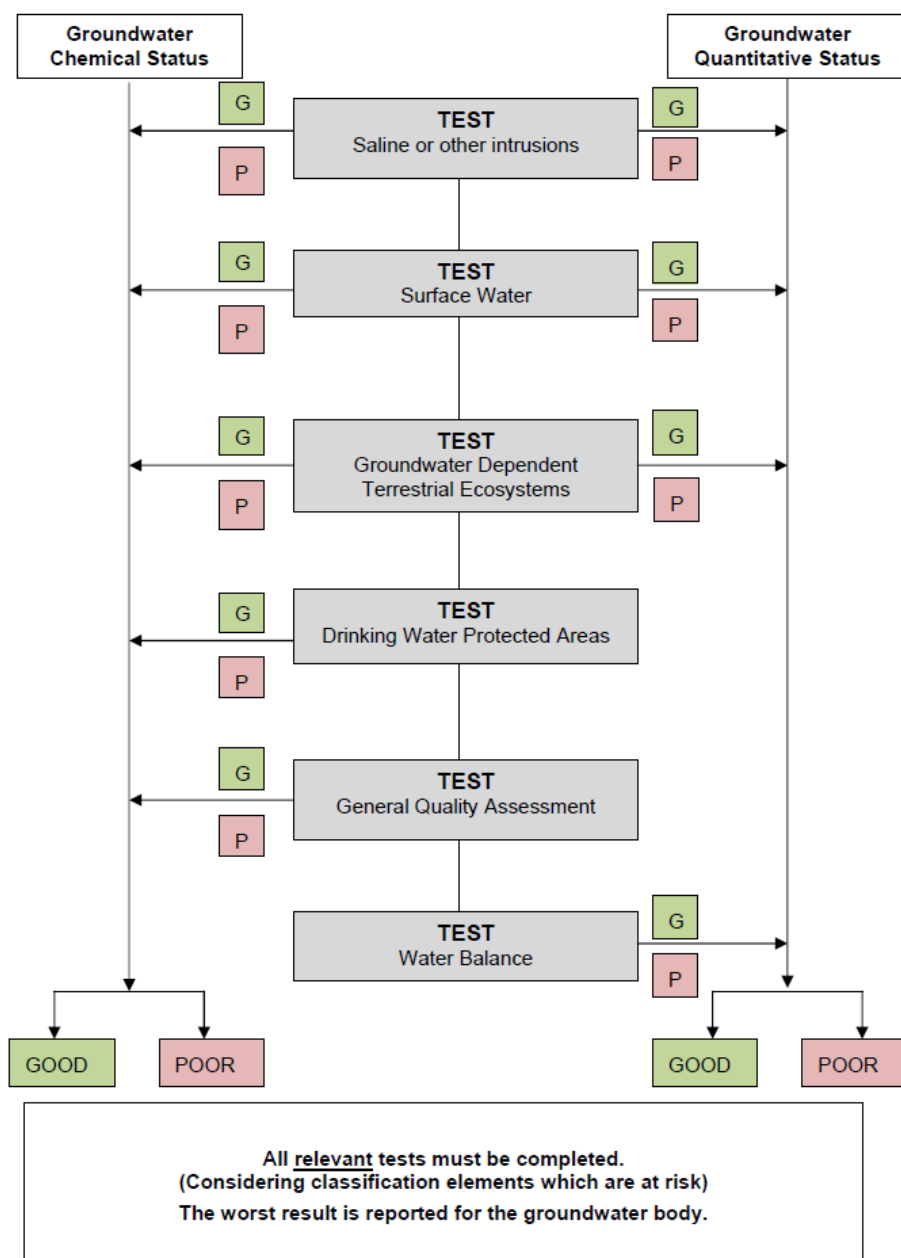 Groundwater
Chemical Status
Groundwater
Quantitative Status
G
P
TEST
Saline or other intrusions
G
P
G
P
TEST
Surface Water
G
P
G
P
TEST
Groundwater Dependent
Terrestrial Ecosystems
G
P
G
P
TEST
Drinking Water Protected Areas
G
P
TEST
General Quality Assessment
TEST
Water Balance
G
P
GOOD
POOR
GOOD
POOR
All relevant tests must be completed.
(Considering classification elements which are at risk)
The worst result is reported for the groundwater body.